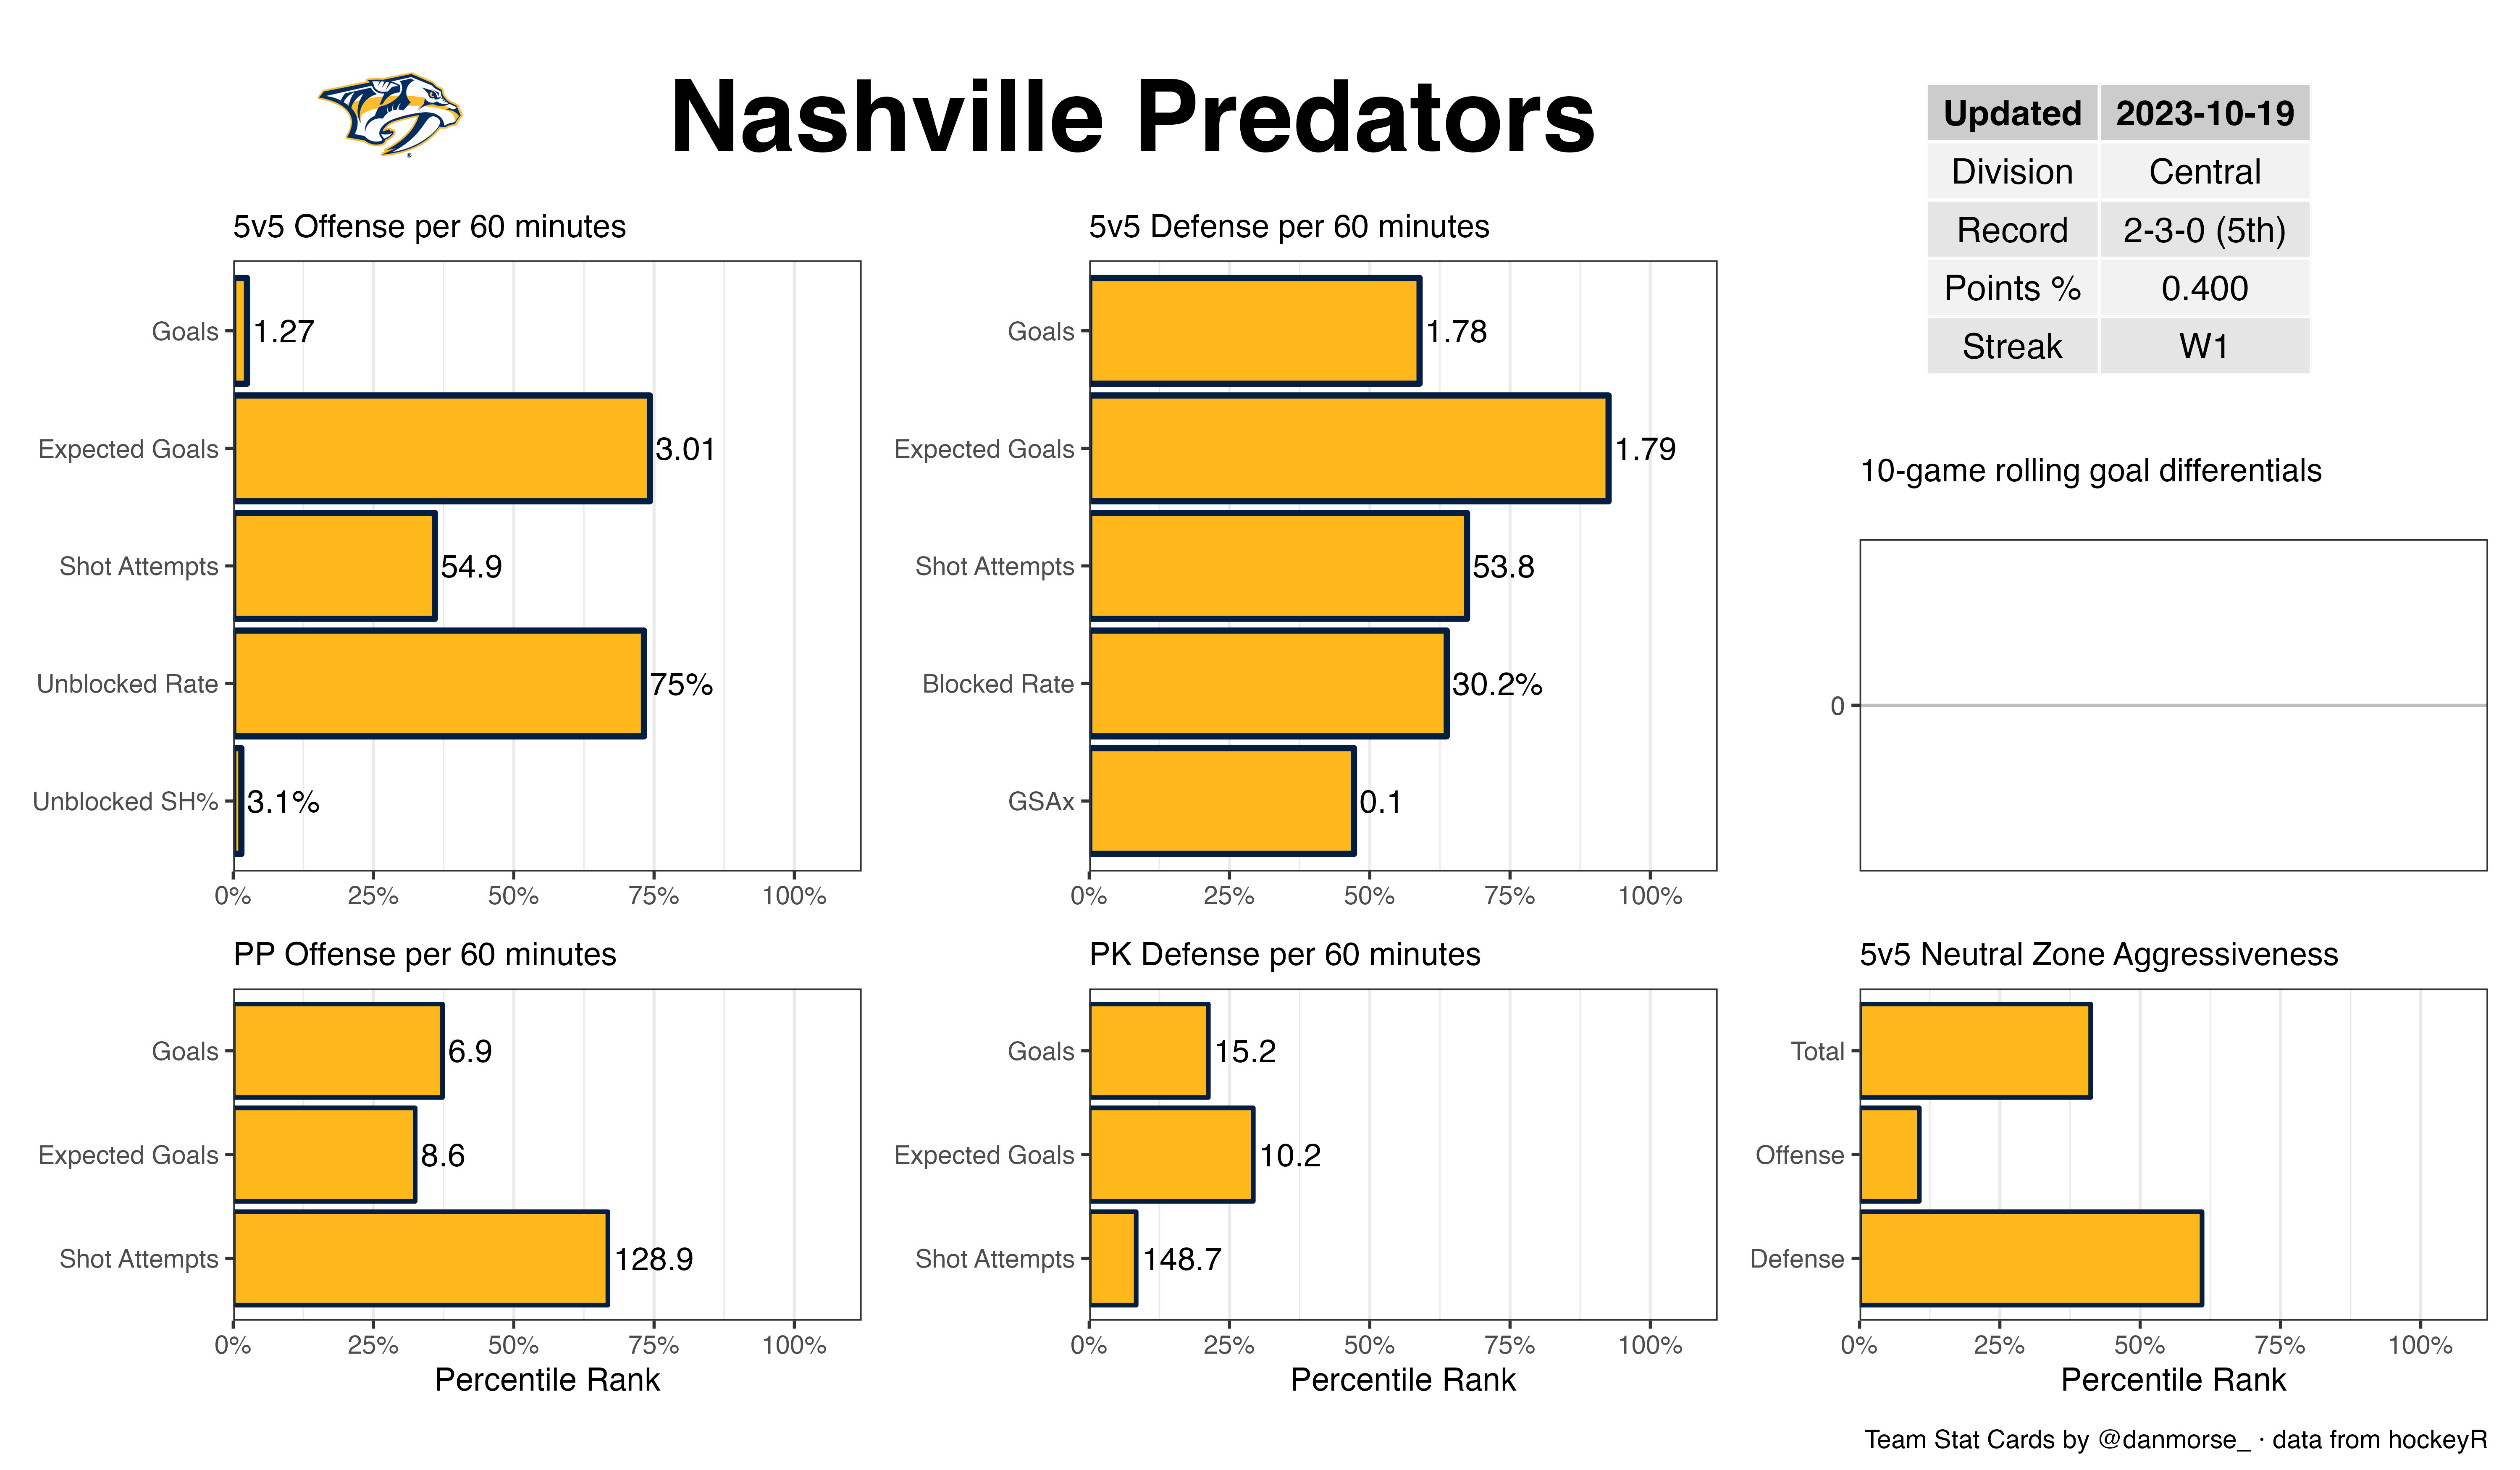 Nashville Predators
Updated 2023-10-19
Division Central
Record 2-3-0 (5th)
Points % 0.400
Streak W1
5v5 Offense per 60 minutes
Goals 1.27
Expected Goals 3.01
Shot Attempts 54.9
Unblocked Rate 75%
Unblocked SH% 3.1%
0% 25% 50% 75% 100%
5v5 Defense per 60 minutes
Goals 1.78
Expected Goals 1.79
Shot Attempts 53.8
Blocked Rate 30.2%
GSAx 0.1
0% 25% 50% 75% 100%
10-game rolling goal differentials
0
PP Offense per 60 minutes
Goals 6.9
Expected Goals 8.6
Shot Attempts 128.9
0% 25% 50% 75% 100%
Percentile Rank
PK Defense per 60 minutes
Goals 15.2
Expected Goals 10.2
Shot Attempts 148.7
0% 25% 50% 75% 100%
Percentile Rank
5v5 Neutral Zone Aggressiveness
Total
Offense
Defense
0% 25% 50% 75% 100%
Percentile Rank
Team Stat Cards by @danmorse_ · data from hockeyR